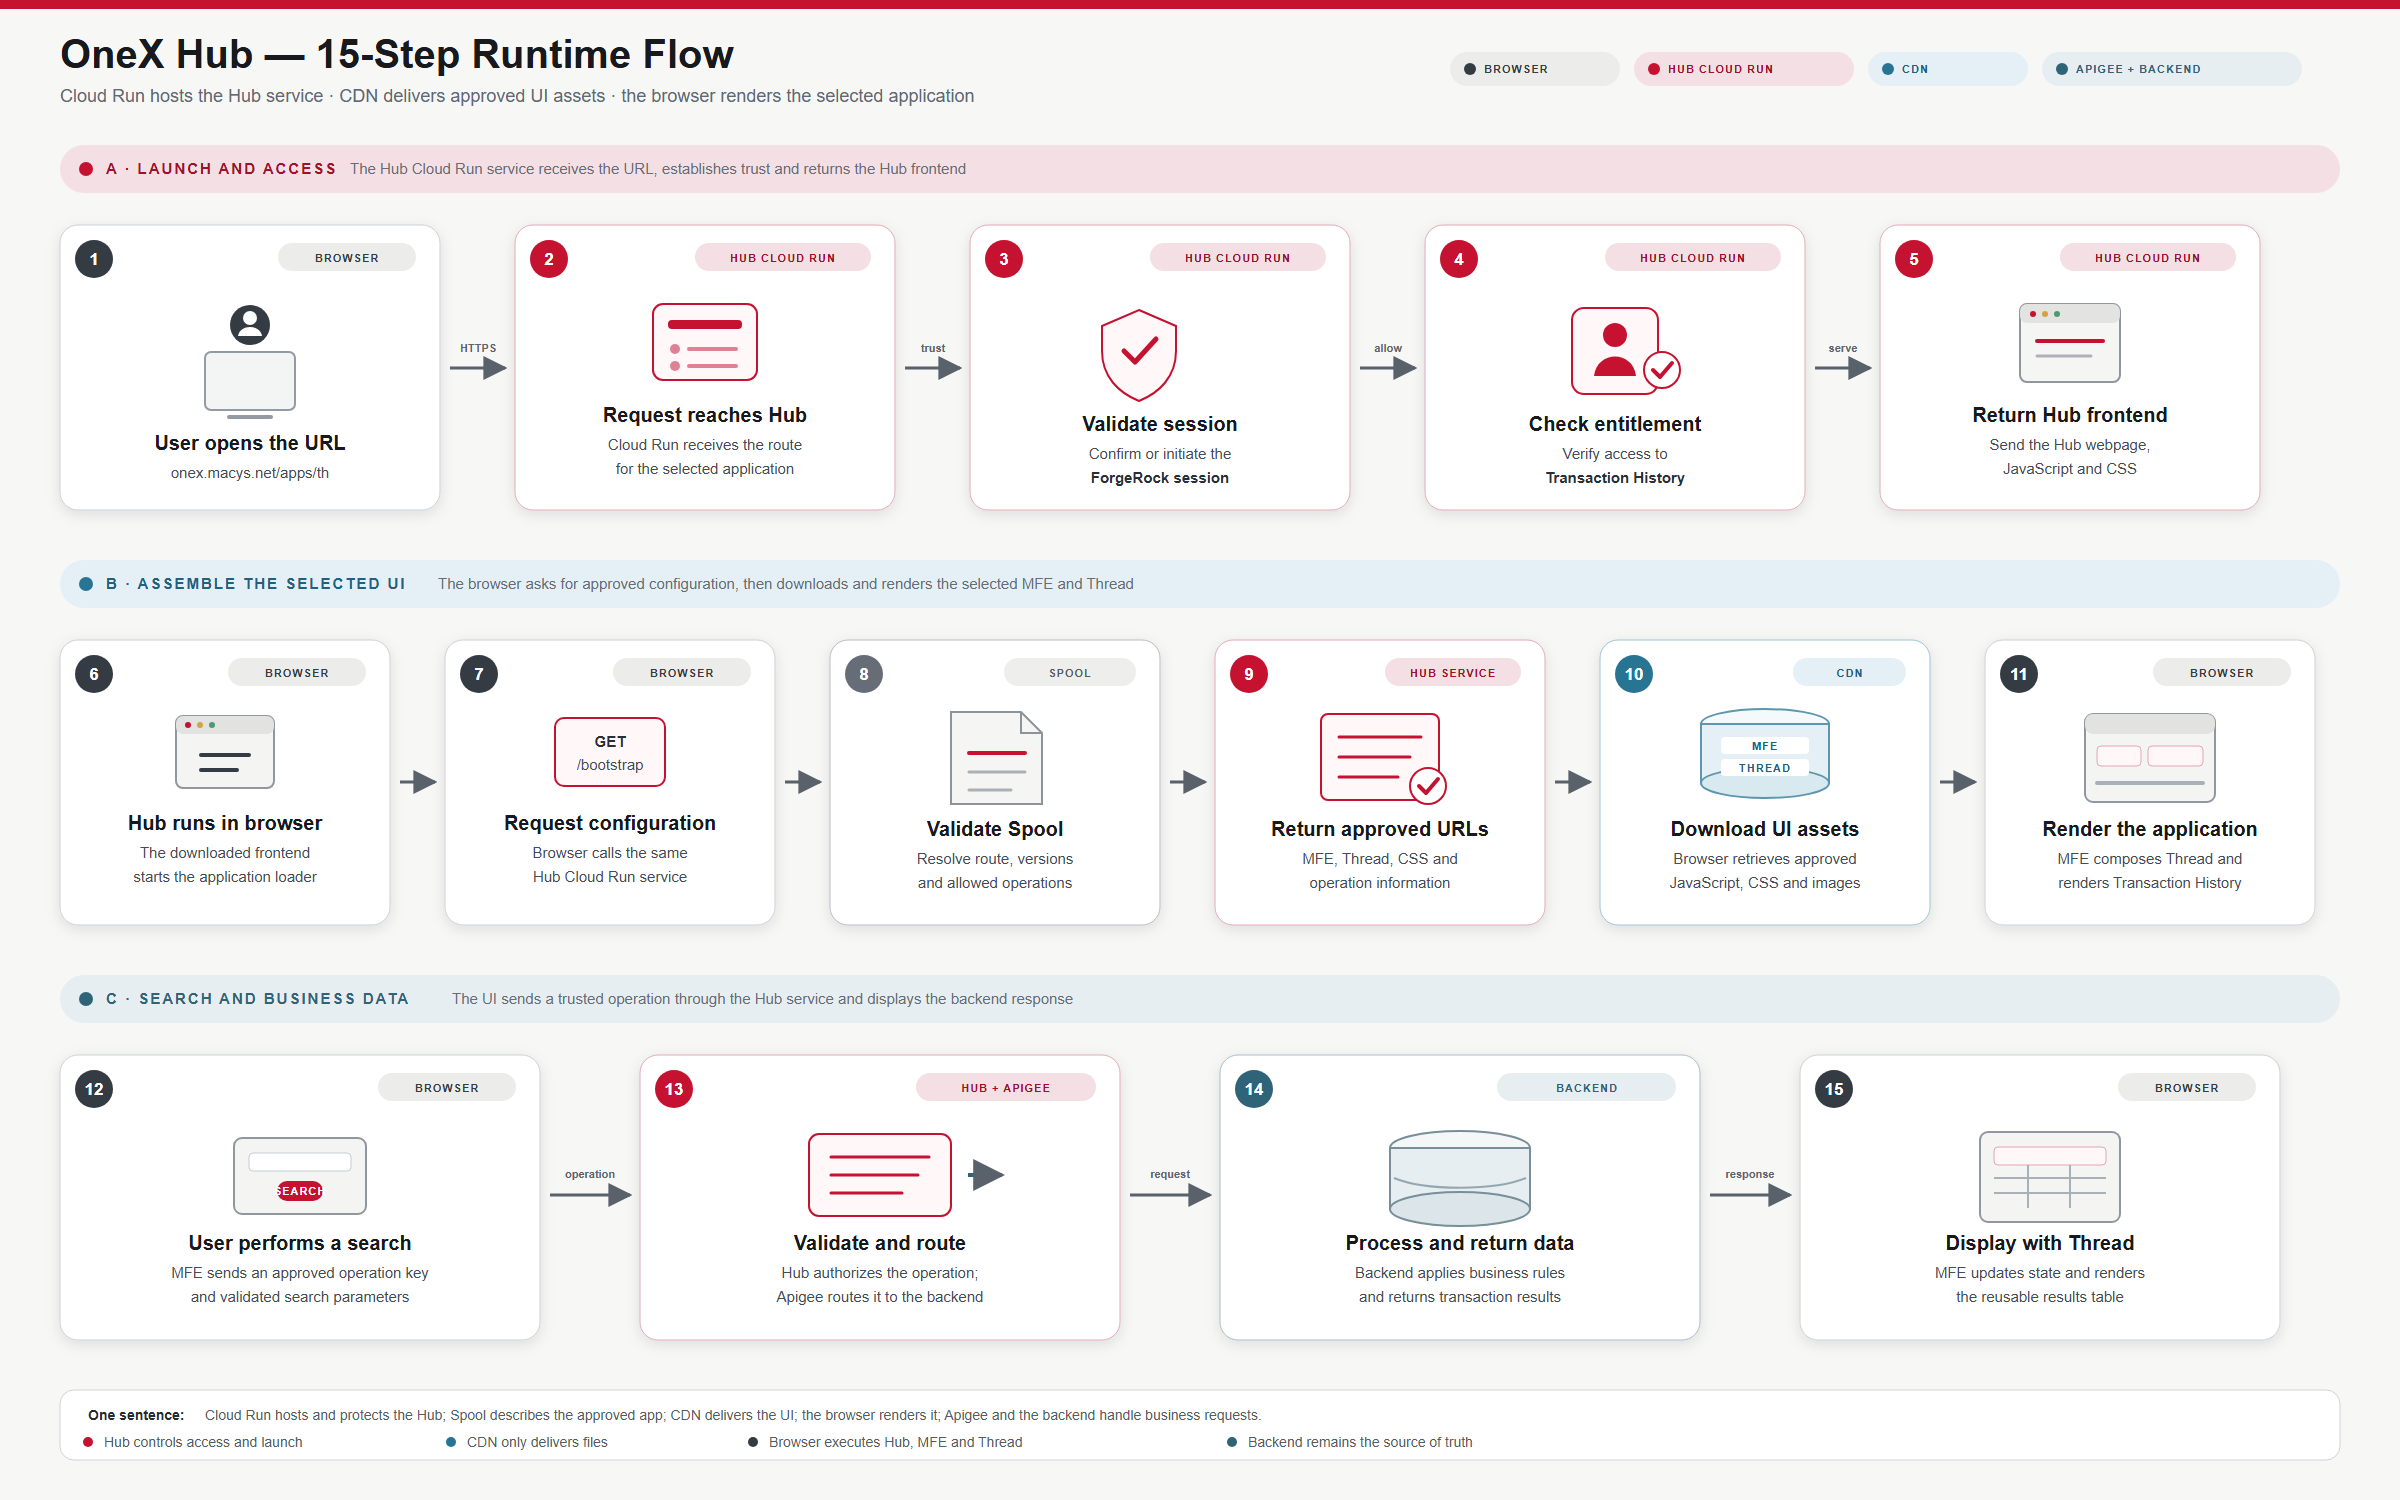 OneX Hub — 15-Step Runtime Flow
Cloud Run hosts the Hub service · CDN delivers approved UI assets · the browser renders the selected application
BROWSER
HUB CLOUD RUN
CDN
APIGEE + BACKEND
A · LAUNCH AND ACCESS The Hub Cloud Run service receives the URL, establishes trust and returns the Hub frontend
1
BROWSER
User opens the URL
onex.macys.net/apps/th
HTTPS
2
HUB CLOUD RUN
Request reaches Hub
Cloud Run receives the route
for the selected application
trust
3
HUB CLOUD RUN
Validate session
Confirm or initiate the
ForgeRock session
allow
4
HUB CLOUD RUN
Check entitlement
Verify access to
Transaction History
serve
5
HUB CLOUD RUN
Return Hub frontend
Send the Hub webpage,
JavaScript and CSS
B · ASSEMBLE THE SELECTED UI The browser asks for approved configuration, then downloads and renders the selected MFE and Thread
6
BROWSER
Hub runs in browser
The downloaded frontend
starts the application loader
7
BROWSER
GET
/bootstrap
Request configuration
Browser calls the same
Hub Cloud Run service
8
SPOOL
Validate Spool
Resolve route, versions
and allowed operations
9
HUB SERVICE
Return approved URLs
MFE, Thread, CSS and
operation information
10
CDN
MFE
THREAD
Download UI assets
Browser retrieves approved
JavaScript, CSS and images
11
BROWSER
Render the application
MFE composes Thread and
renders Transaction History
C · SEARCH AND BUSINESS DATA The UI sends a trusted operation through the Hub service and displays the backend response
12
BROWSER
SEARCH
User performs a search
MFE sends an approved operation key
and validated search parameters
operation
13
HUB + APIGEE
Validate and route
Hub authorizes the operation;
Apigee routes it to the backend
request
14
BACKEND
Process and return data
Backend applies business rules
and returns transaction results
response
15
BROWSER
Display with Thread
MFE updates state and renders
the reusable results table
One sentence: Cloud Run hosts and protects the Hub; Spool describes the approved app; CDN delivers the UI; the browser renders it; Apigee and the backend handle business requests.
Hub controls access and launch
CDN only delivers files
Browser executes Hub, MFE and Thread
Backend remains the source of truth